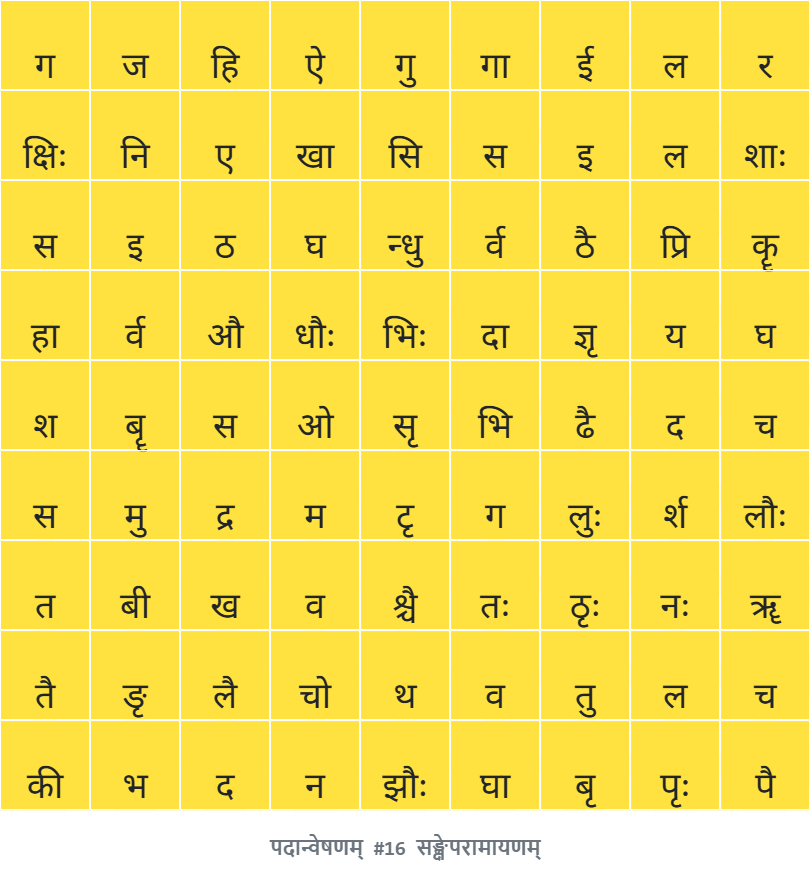 ग ज हि ऐ गु गा ई ल र
क्षिः नि ए खा सि स इ ल शाः
स इ ठ घ न्धु र्व ठै प्रि कॄ
हा र्व औ धौः भिः दा ज्ञृ य घ
श बॄ स ओ सृ भि ढै द च
स मु द्र म टृ ग लुः र्श लौः
त बी ख व श्चै तः ठृः नः ॠ
तै ङृ लै चो थ व तु ल च
की भ द न झौः घा बृ पृः पै
पदान्वेषणम् #16 सङ्क्षेपरामायणम्